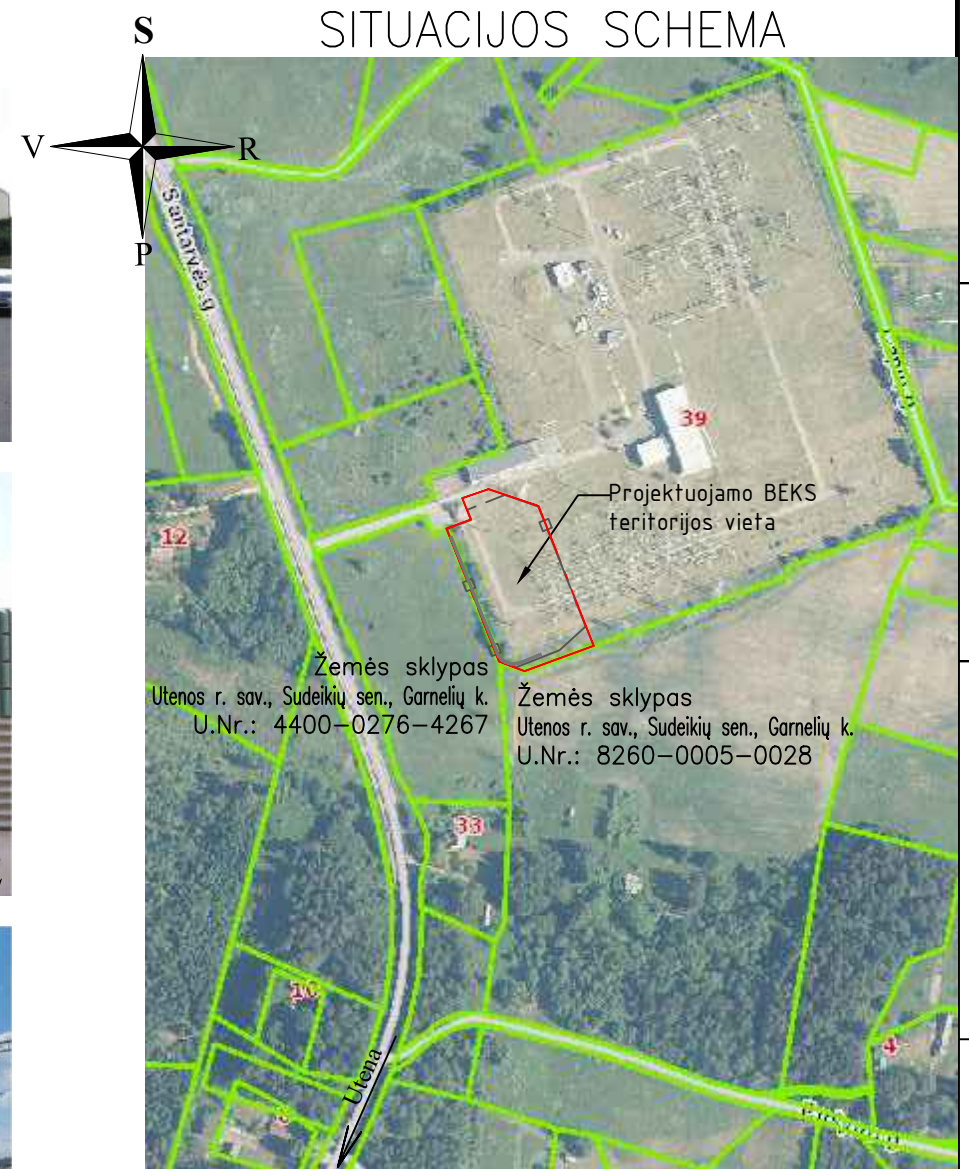 SITUACIJOS SCHEMA
S
V
R
P
Santarvės g
39
Projektuojamo BEKS
teritorijos vieta
12
Žemės sklypas
Utenos r. sav., Sudeikių sen., Garnelių k.
U.Nr.: 4400-0276-4267
Žemės sklypas
Utenos r. sav., Sudeikių sen., Garnelių k.
U.Nr.: 8260-0005-0028
33
4
Utena